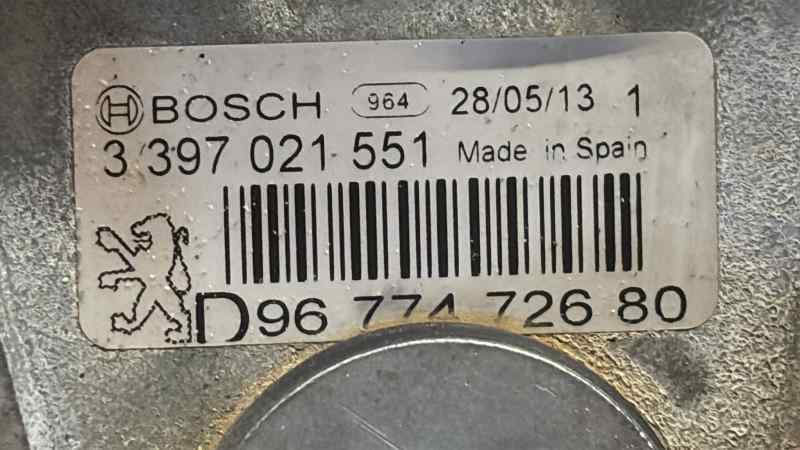 BOSCH 964 28/05/13 1
3 397 021 551 Made in Spain
D96 774 726 80